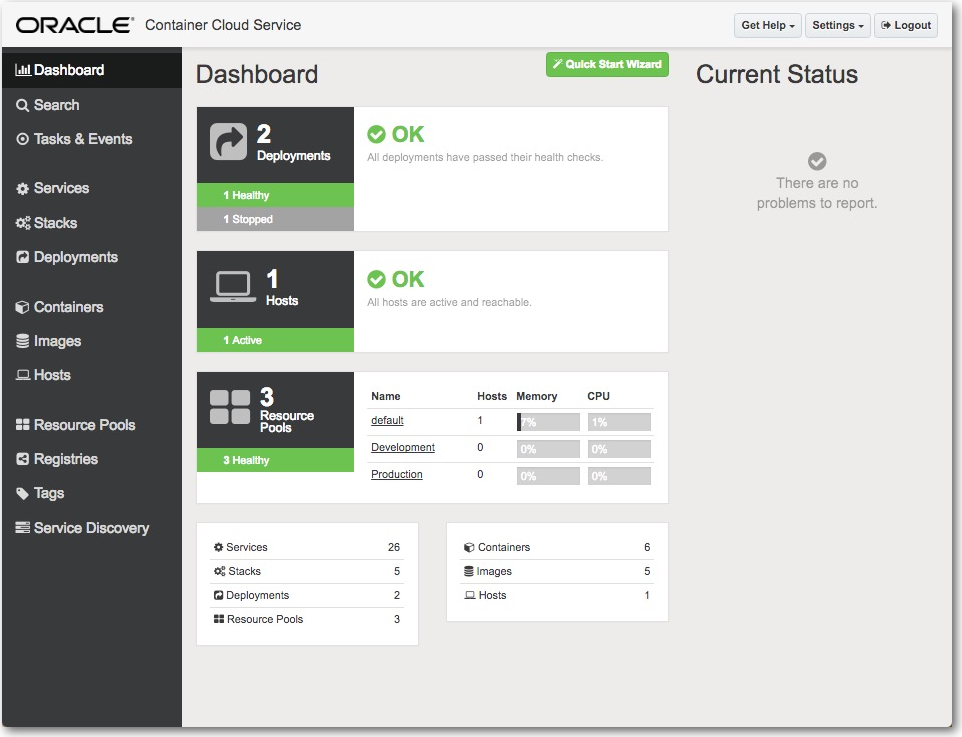 ORACLE® Container Cloud Service
Get Help
Settings
Logout
Dashboard
Search
Tasks & Events
Services
Stacks
Deployments
Containers
Images
Hosts
Resource Pools
Registries
Tags
Service Discovery
Dashboard
Quick Start Wizard
2
Deployments
1 Healthy
1 Stopped
OK
All deployments have passed their health checks.
1
Hosts
1 Active
OK
All hosts are active and reachable.
3
Resource
Pools
3 Healthy
Name Hosts Memory CPU
default 1 7% 1%
Development 0 0% 0%
Production 0 0% 0%
Services 26
Stacks 5
Deployments 2
Resource Pools 3
Containers 6
Images 5
Hosts 1
Current Status
There are no
problems to report.